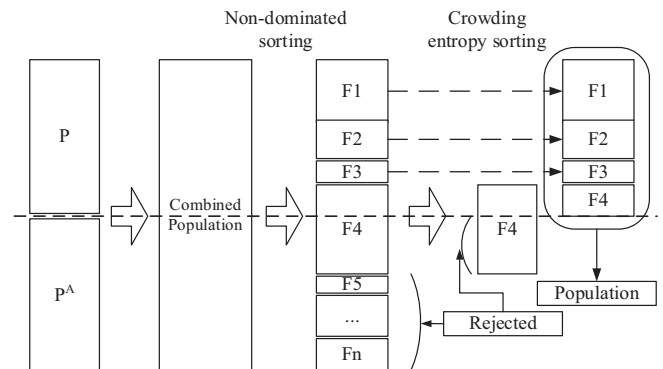 Non-dominated
sorting
Crowding
entropy sorting
P
P^A
Combined
Population
F1
F2
F3
F4
F5
...
Fn
F4
F1
F2
F3
F4
Population
Rejected